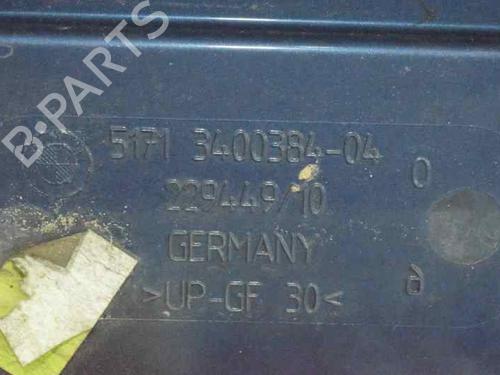 B-PARTS
5171 3400384-04
229449/10
GERMANY
>UP-GF 30<